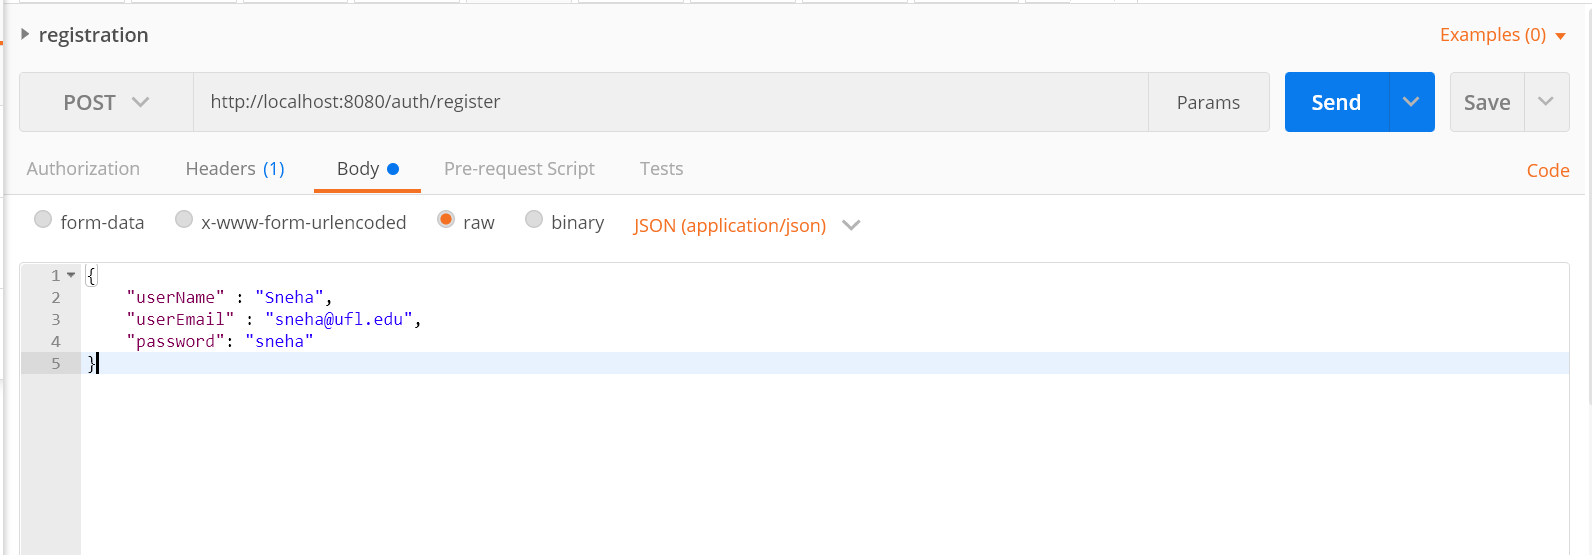 registration
Examples (0)
POST http://localhost:8080/auth/register Params Send Save
Authorization Headers (1) Body Pre-request Script Tests Code
form-data x-www-form-urlencoded raw binary JSON (application/json)
1 {
2 "userName" : "Sneha",
3 "userEmail" : "sneha@ufl.edu",
4 "password": "sneha"
5 }